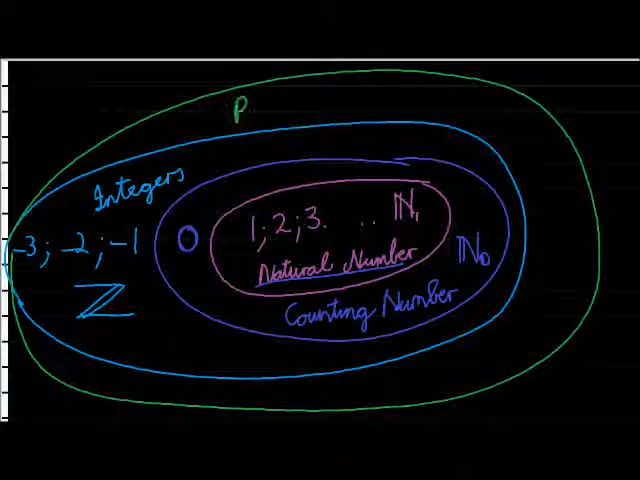 P
Integers
1; 2; 3. . . ℕ₁
-3; -2; -1
0
Natural Number
ℕ₀
ℤ
Counting Number